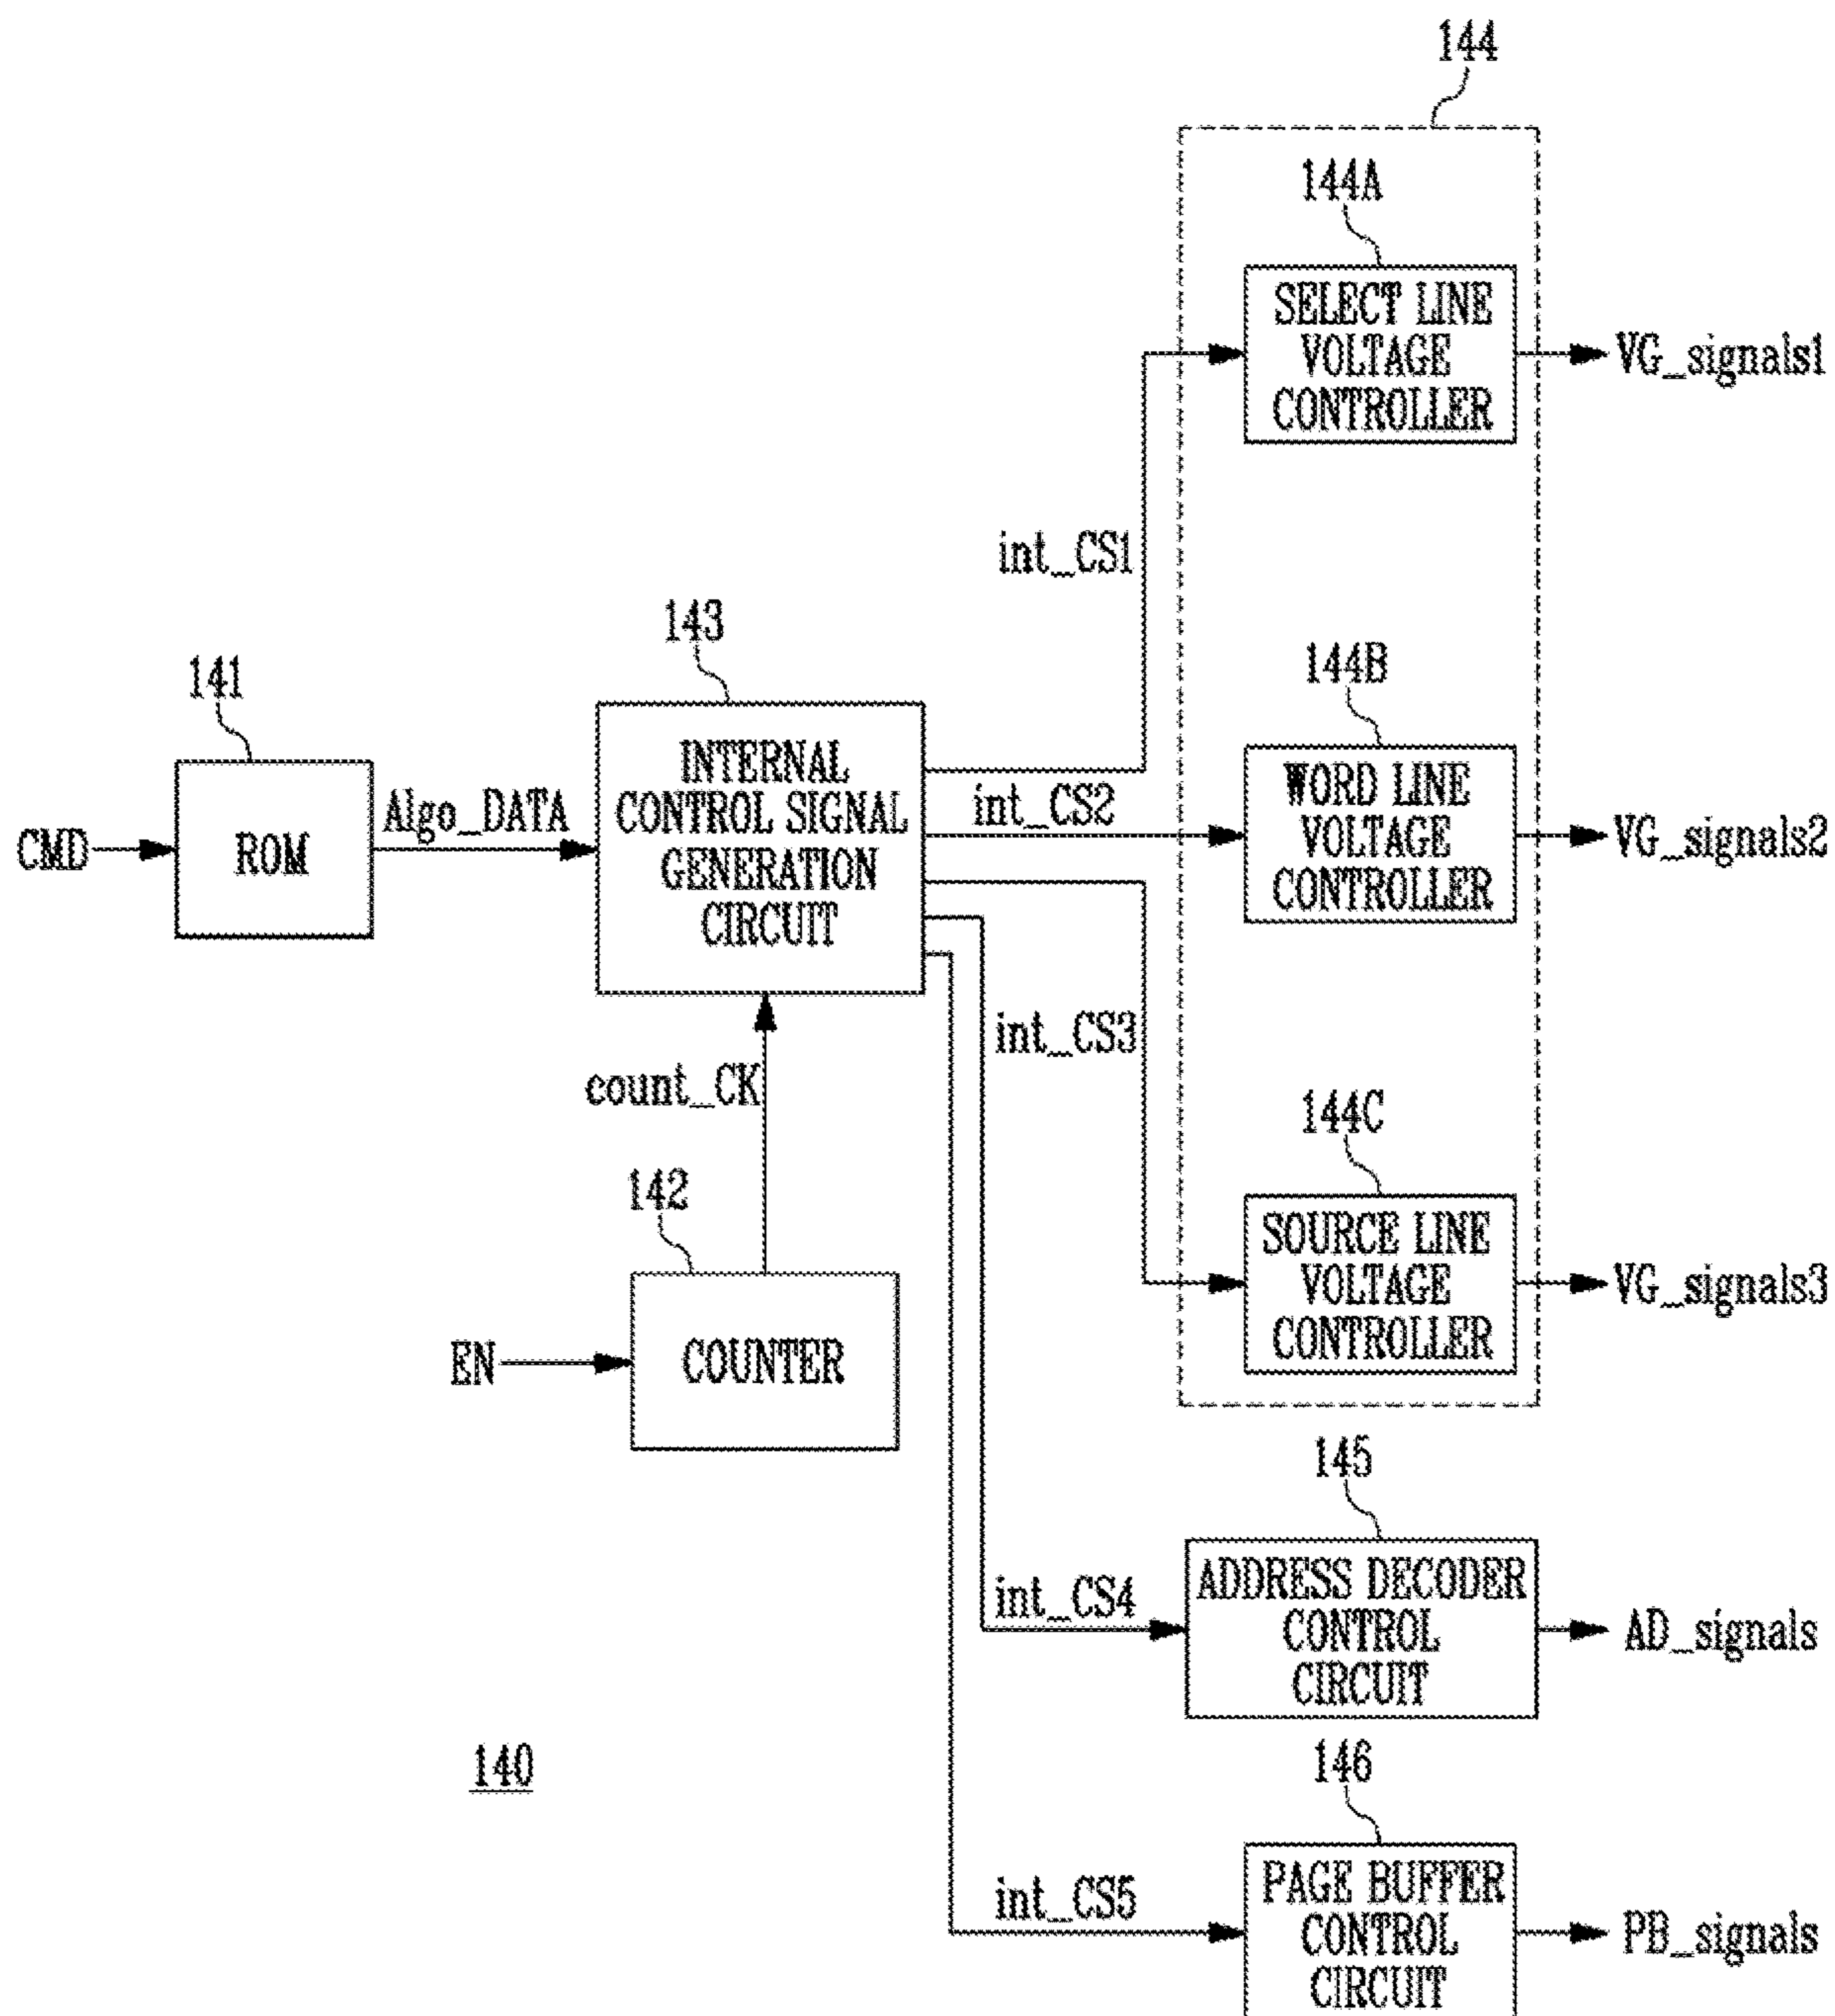 144
144A
SELECT LINE
VOLTAGE
CONTROLLER
VG_signals1
int_CS1
143
141
144B
INTERNAL
CONTROL SIGNAL
GENERATION
CIRCUIT
WORD LINE
VOLTAGE
CONTROLLER
Algo_DATA
int_CS2
CMD
ROM
VG_signals2
int_CS3
count_CK
144C
142
SOURCE LINE
VOLTAGE
CONTROLLER
VG_signals3
EN
COUNTER
145
int_CS4
ADDRESS DECODER
CONTROL
CIRCUIT
AD_signals
140
146
int_CS5
PAGE BUFFER
CONTROL
CIRCUIT
PB_signals